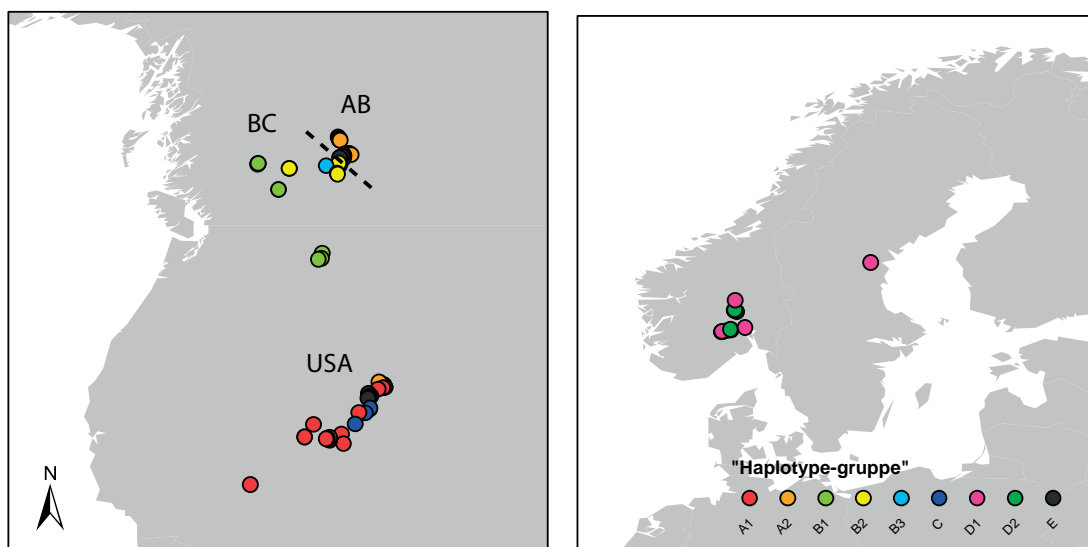 AB
BC
USA
N
"Haplotype-gruppe"
A1 A2 B1 B2 B3 C D1 D2 E